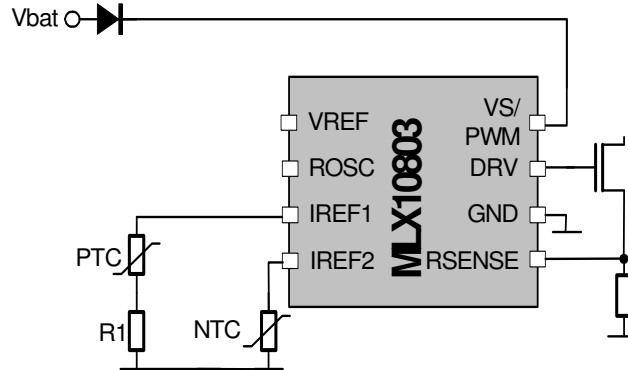 Vbat
VREF
ROSC
IREF1
IREF2
MLX10803
VS/
PWM
DRV
GND
RSENSE
PTC
R1
NTC